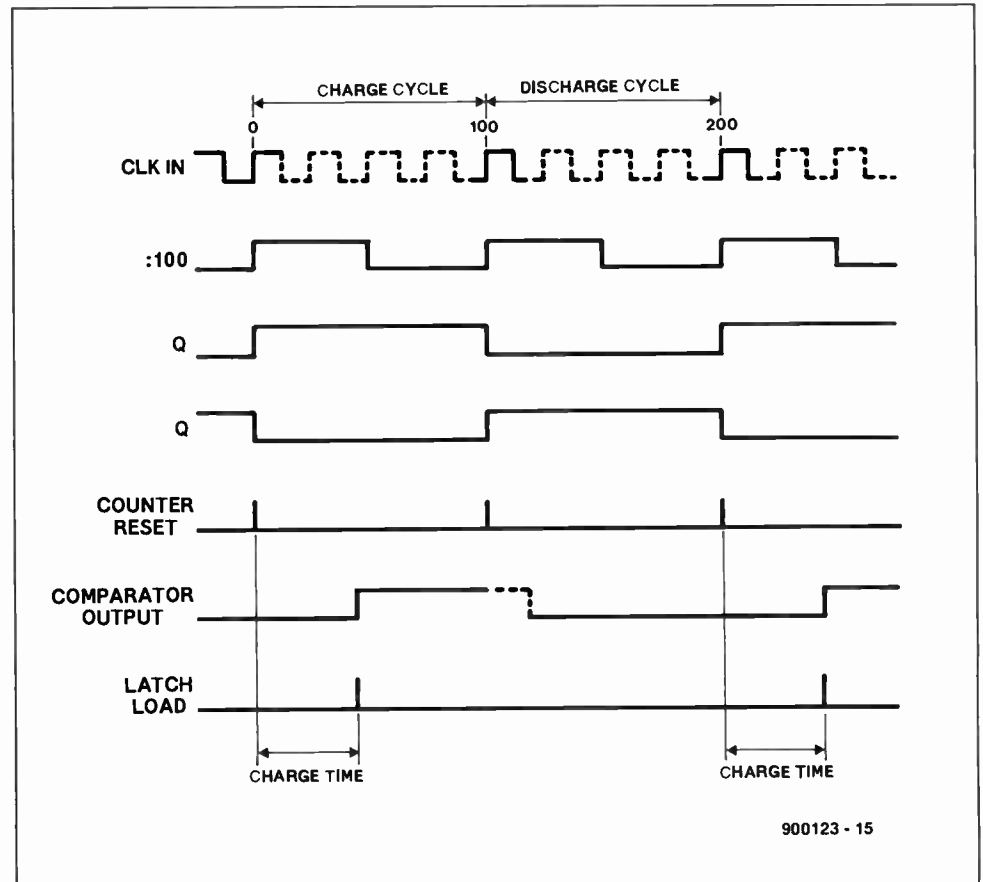 CHARGE CYCLE DISCHARGE CYCLE
0 100 200
CLK IN
:100
Q
Q
COUNTER
RESET
COMPARATOR
OUTPUT
LATCH
LOAD
CHARGE TIME CHARGE TIME
900123 - 15